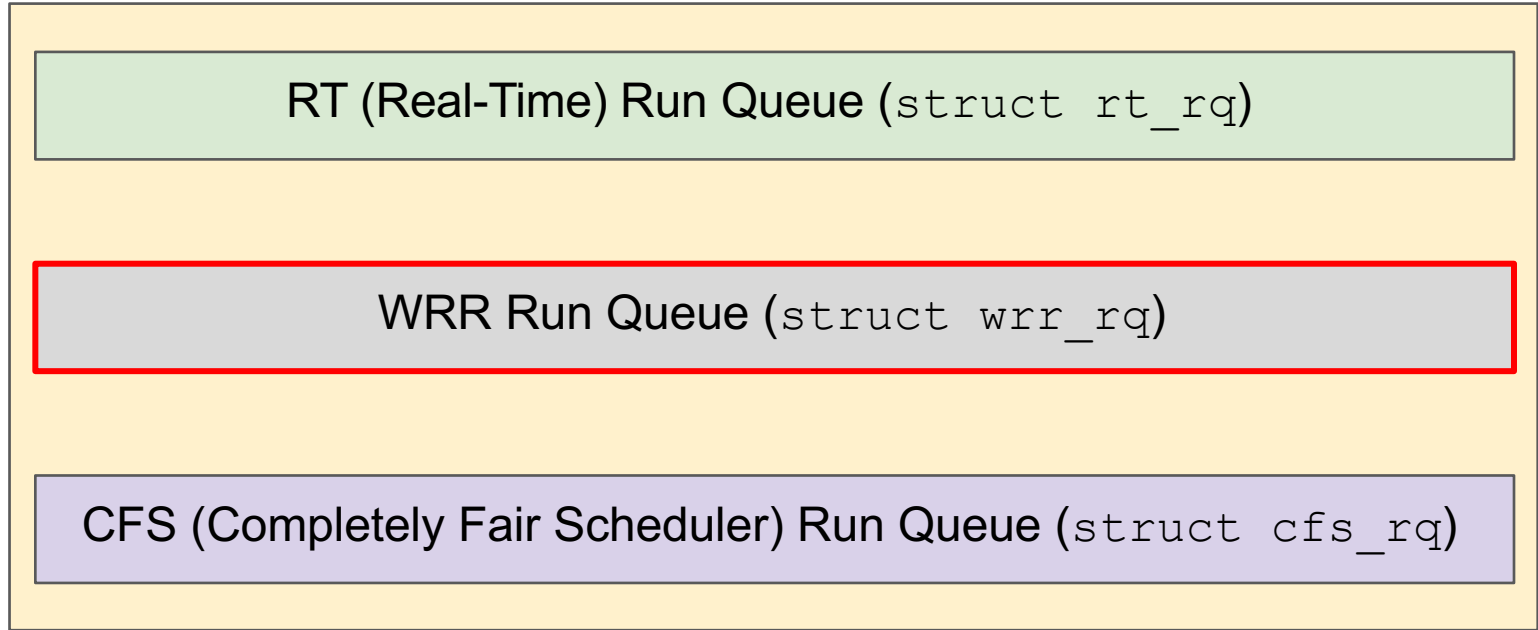 RT (Real-Time) Run Queue (struct rt_rq)
WRR Run Queue (struct wrr_rq)
CFS (Completely Fair Scheduler) Run Queue (struct cfs_rq)